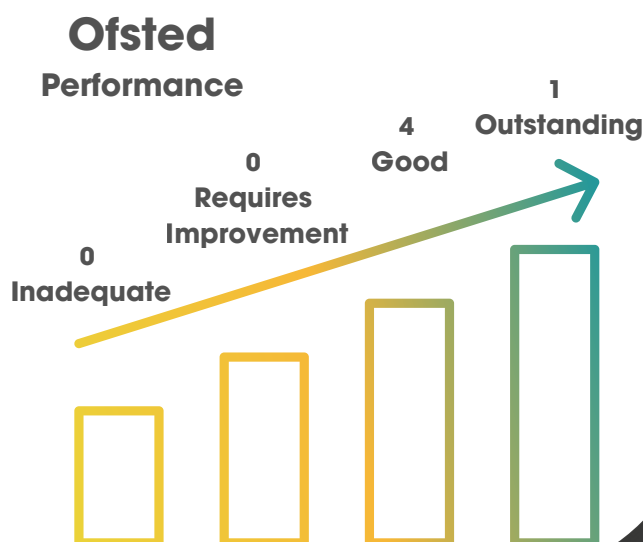 Ofsted
Performance
0
Inadequate
0
Requires
Improvement
4
Good
1
Outstanding